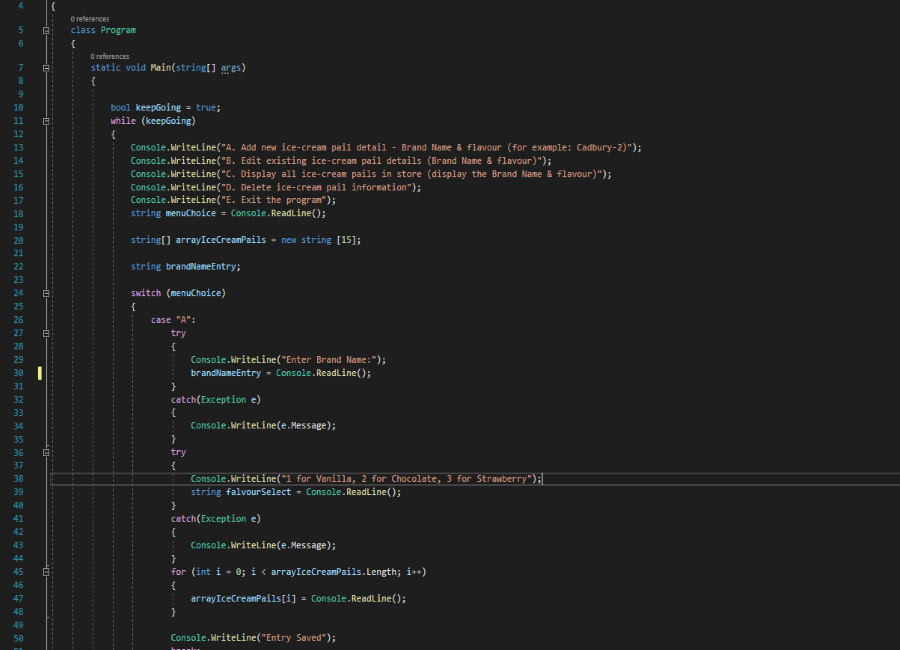 4 {
0 references
5 class Program
6 {
0 references
7 static void Main(string[] args)
8 {
9
10 bool keepGoing = true;
11 while (keepGoing)
12 {
13 Console.WriteLine("A. Add new ice-cream pail detail - Brand Name & flavour (for example: Cadbury-2)");
14 Console.WriteLine("B. Edit existing ice-cream pail details (Brand Name & flavour)");
15 Console.WriteLine("C. Display all ice-cream pails in store (display the Brand Name & flavour)");
16 Console.WriteLine("D. Delete ice-cream pail information");
17 Console.WriteLine("E. Exit the program");
18 string menuChoice = Console.ReadLine();
19
20 string[] arrayIceCreamPails = new string [15];
21
22 string brandNameEntry;
23
24 switch (menuChoice)
25 {
26 case "A":
27 try
28 {
29 Console.WriteLine("Enter Brand Name:");
30 brandNameEntry = Console.ReadLine();
31 }
32 catch(Exception e)
33 {
34 Console.WriteLine(e.Message);
35 }
36 try
37 {
38 Console.WriteLine("1 for Vanilla, 2 for Chocolate, 3 for Strawberry");
39 string falvourSelect = Console.ReadLine();
40 }
41 catch(Exception e)
42 {
43 Console.WriteLine(e.Message);
44 }
45 for (int i = 0; i < arrayIceCreamPails.Length; i++)
46 {
47 arrayIceCreamPails[i] = Console.ReadLine();
48 }
49
50 Console.WriteLine("Entry Saved");